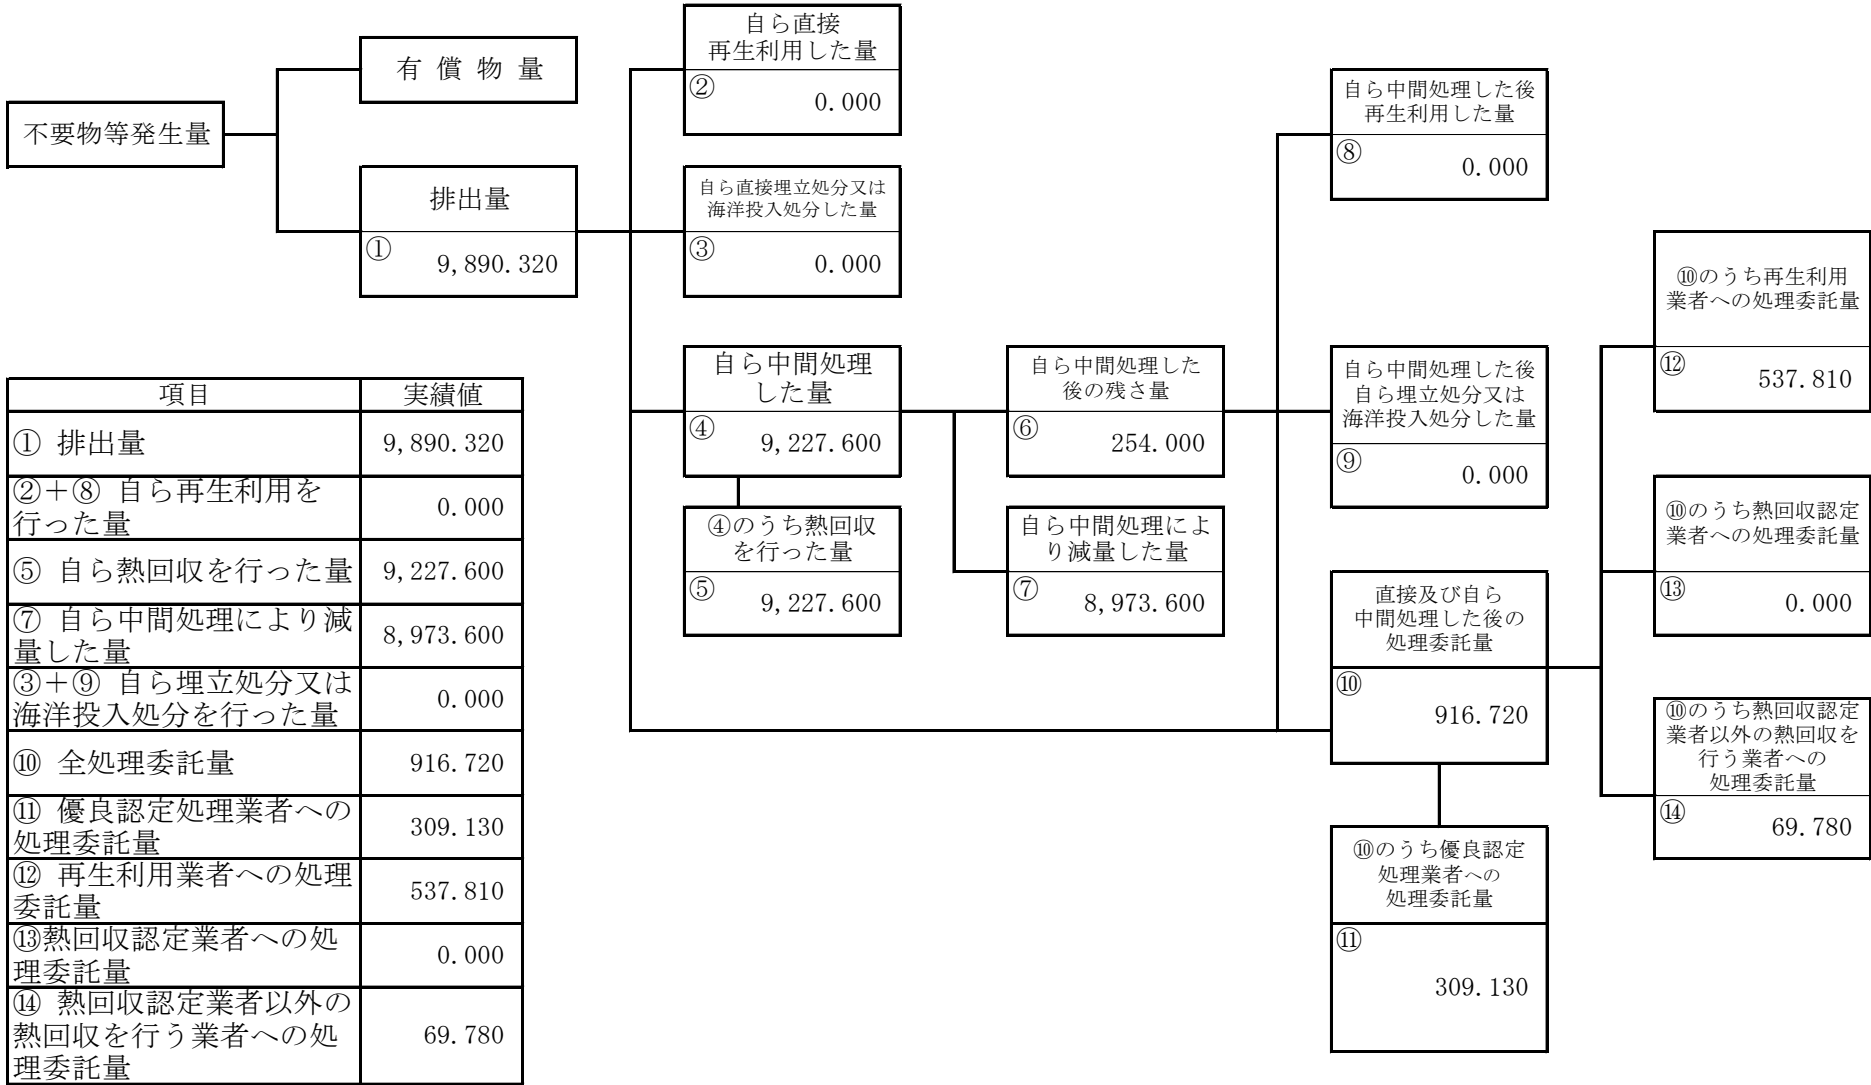 不要物等発生量
有 償 物 量
排出量
①
9,890.320
自ら直接
再生利用した量
②
0.000
自ら直接埋立処分又は
海洋投入処分した量
③
0.000
自ら中間処理
した量
④
9,227.600
④のうち熱回収
を行った量
⑤
9,227.600
自ら中間処理した
後の残さ量
⑥
254.000
自ら中間処理によ
り減量した量
⑦
8,973.600
自ら中間処理した後
再生利用した量
⑧
0.000
自ら中間処理した後
自ら埋立処分又は
海洋投入処分した量
⑨
0.000
直接及び自ら
中間処理した後の
処理委託量
⑩
916.720
⑩のうち優良認定
処理業者への
処理委託量
⑪
309.130
⑩のうち再生利用
業者への処理委託量
⑫
537.810
⑩のうち熱回収認定
業者への処理委託量
⑬
0.000
⑩のうち熱回収認定
業者以外の熱回収を
行う業者への
処理委託量
⑭
69.780
項目 実績値
① 排出量 9,890.320
②＋⑧ 自ら再生利用を
行った量 0.000
⑤ 自ら熱回収を行った量 9,227.600
⑦ 自ら中間処理により減
量した量 8,973.600
③＋⑨ 自ら埋立処分又は
海洋投入処分を行った量 0.000
⑩ 全処理委託量 916.720
⑪ 優良認定処理業者への
処理委託量 309.130
⑫ 再生利用業者への処理
委託量 537.810
⑬熱回収認定業者への処
理委託量 0.000
⑭ 熱回収認定業者以外の
熱回収を行う業者への処
理委託量 69.780